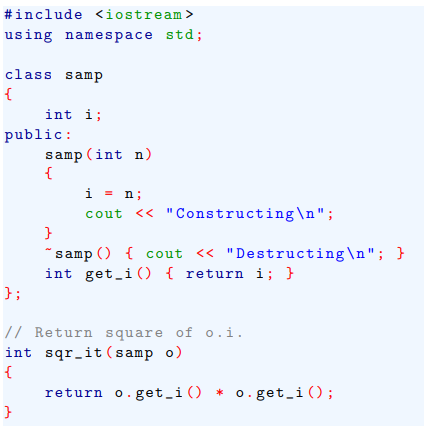 #include <iostream>
using namespace std;

class samp
{
    int i;
public:
    samp(int n)
    {
        i = n;
        cout << "Constructing\n";
    }
    ~samp() { cout << "Destructing\n"; }
    int get_i() { return i; }
};

// Return square of o.i.
int sqr_it(samp o)
{
    return o.get_i() * o.get_i();
}